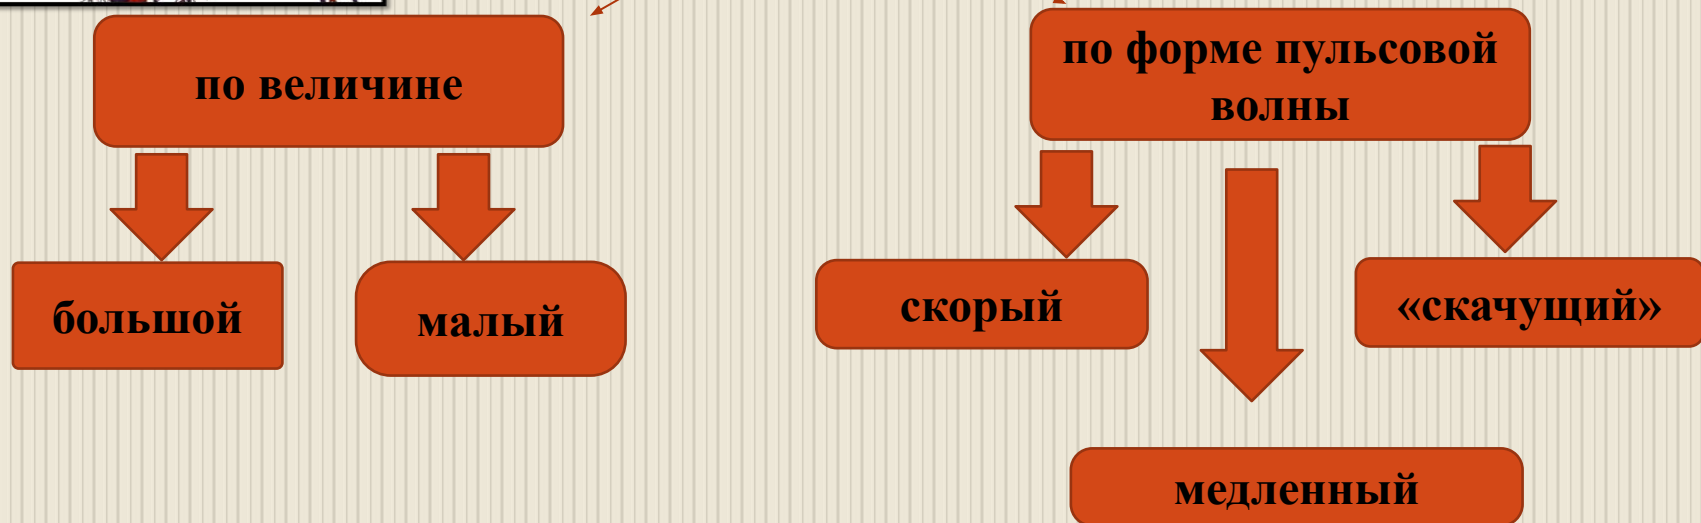 по величине
по форме пульсовой
волны
большой
малый
скорый
«скачущий»
медленный